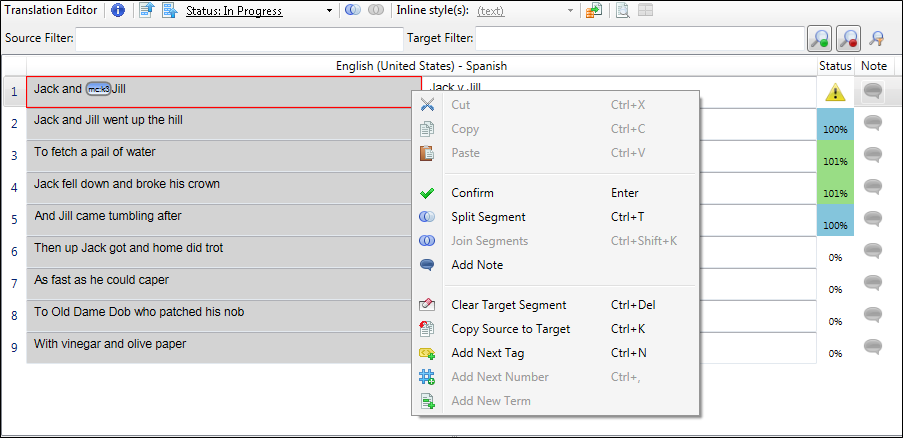 Translation Editor Status: In Progress Inline style(s): (text)
Source Filter: Target Filter:
English (United States) - Spanish Status Note
1 Jack and mc:k3 Jill Jack y Jill
2 Jack and Jill went up the hill 100%
3 To fetch a pail of water 101%
4 Jack fell down and broke his crown 101%
5 And Jill came tumbling after 100%
6 Then up Jack got and home did trot 0%
7 As fast as he could caper 0%
8 To Old Dame Dob who patched his nob 0%
9 With vinegar and olive paper 0%
Cut Ctrl+X
Copy Ctrl+C
Paste Ctrl+V
Confirm Enter
Split Segment Ctrl+T
Join Segments Ctrl+Shift+K
Add Note
Clear Target Segment Ctrl+Del
Copy Source to Target Ctrl+K
Add Next Tag Ctrl+N
Add Next Number Ctrl+,
Add New Term